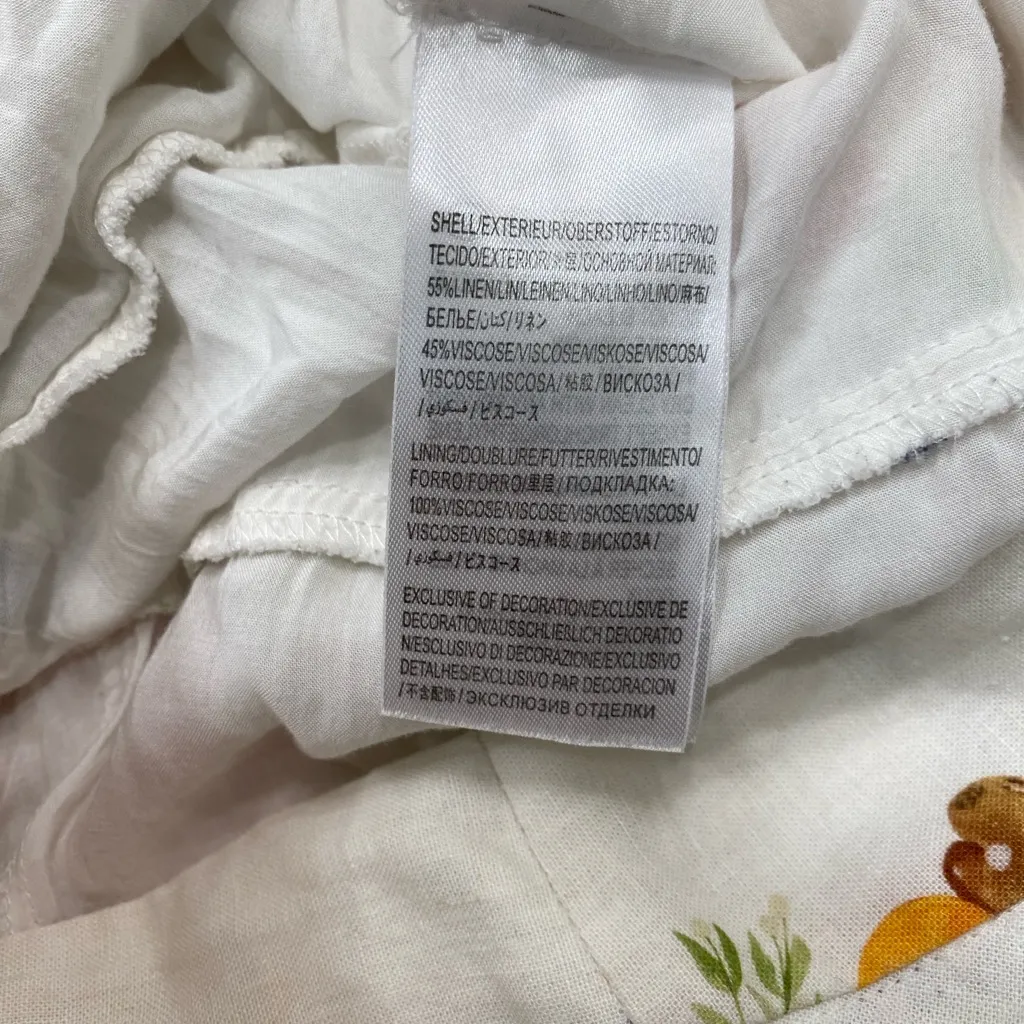 SHELL/EXTERIEUR/OBERSTOFF/ESTORNO/
TECIDO/EXTERIOR/外层/ОСНОВНОЙ МАТЕРИАЛ:
55%LINEN/LIN/LEINEN/LINO/LINHO/LINO/麻布/
БЕЛЬЕ/كتان/リネン
45%VISCOSE/VISCOSE/VISKOSE/VISCOSA/
VISCOSE/VISCOSA/粘胶/ВИСКОЗА/
/فسكوزي/ビスコース
LINING/DOUBLURE/FUTTER/RIVESTIMENTO/
FORRO/FORRO/里层/ПОДКЛАДКА:
100%VISCOSE/VISCOSE/VISKOSE/VISCOSA/
VISCOSE/VISCOSA/粘胶/ВИСКОЗА/
/فسكوزي/ビスコース
EXCLUSIVE OF DECORATION/EXCLUSIVE DE
DECORATION/AUSSCHLIEßLICH DEKORATIO
N/ESCLUSIVO DI DECORAZIONE/EXCLUSIVO
DETALHES/EXCLUSIVO PAR DECORACION
/不含配饰/ЭКСКЛЮЗИВ ОТДЕЛКИ